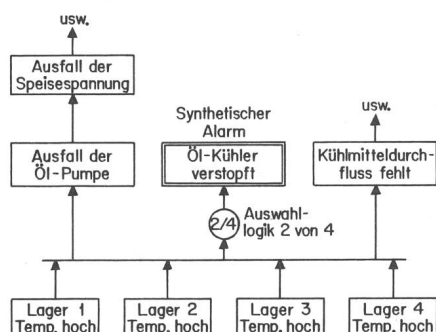 usw.
Ausfall der
Speisespannung
Synthetischer
Alarm
usw.
Ausfall der
Öl-Pumpe
Öl-Kühler
verstopft
Kühlmitteldurch-
fluss fehlt
2/4
Auswahl-
logik 2 von 4
Lager 1
Temp. hoch
Lager 2
Temp. hoch
Lager 3
Temp. hoch
Lager 4
Temp. hoch